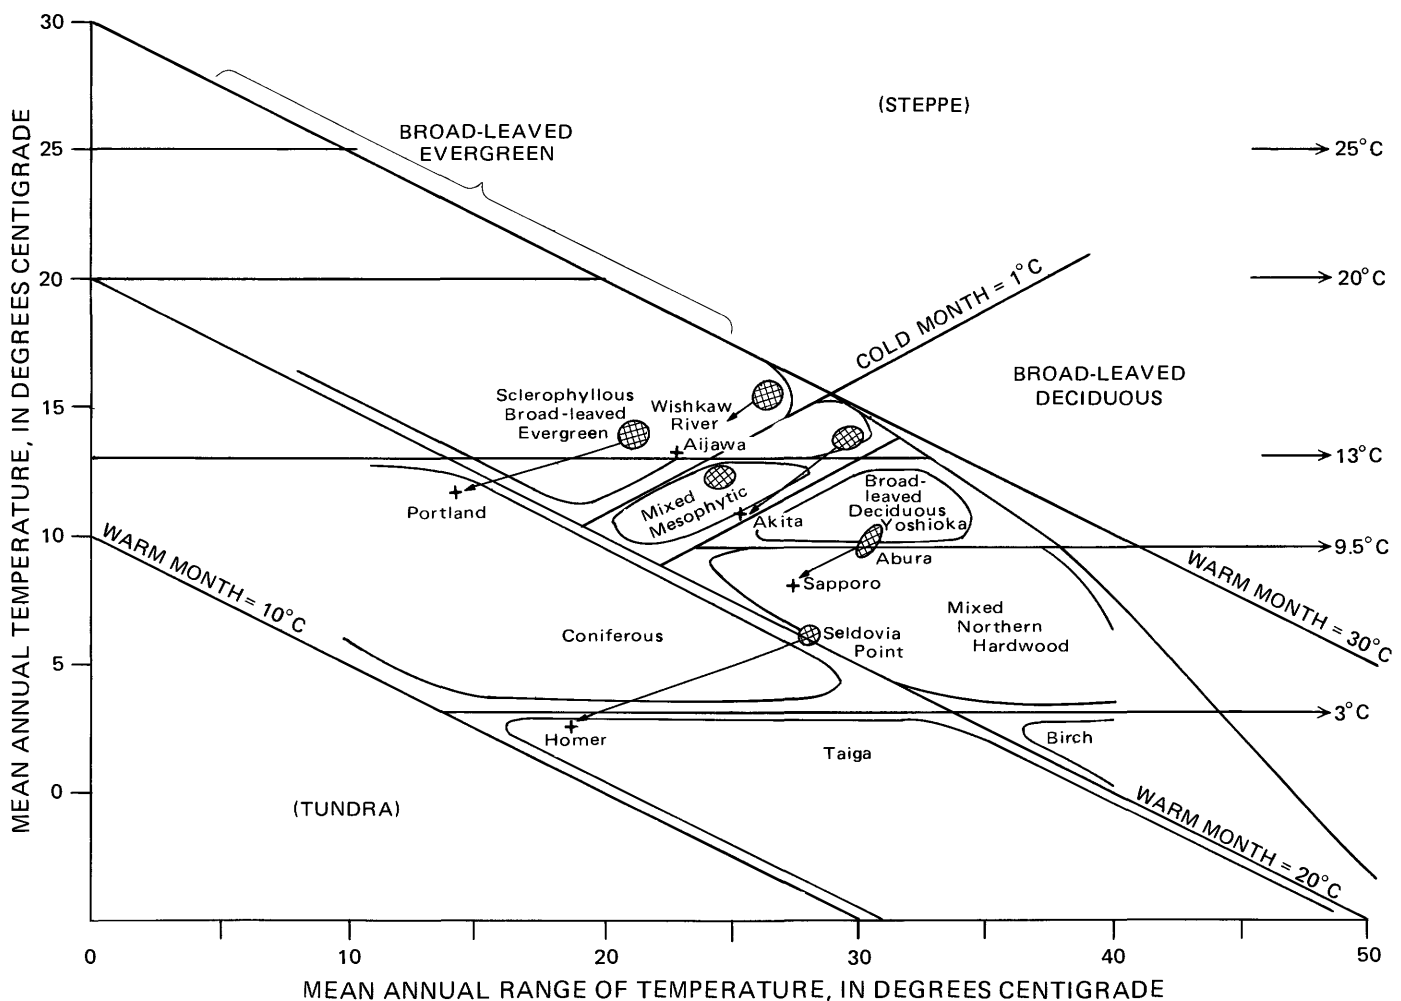 30
25
20
15
10
5
0
MEAN ANNUAL TEMPERATURE, IN DEGREES CENTIGRADE
(STEPPE)
BROAD-LEAVED
EVERGREEN
25°C
20°C
COLD MONTH = 1°C
BROAD-LEAVED
DECIDUOUS
Sclerophyllous
Broad-leaved
Evergreen
Wishkaw
River
Aijawa
13°C
Portland
Mixed
Mesophytic
Akita
Broad-
leaved
Deciduous
Yoshioka
Abura
9.5°C
Sapporo
WARM MONTH = 10°C
WARM MONTH = 30°C
Coniferous
Seldovia
Point
Mixed
Northern
Hardwood
3°C
Homer
Taiga
Birch
(TUNDRA)
WARM MONTH = 20°C
0
10
20
30
40
50
MEAN ANNUAL RANGE OF TEMPERATURE, IN DEGREES CENTIGRADE